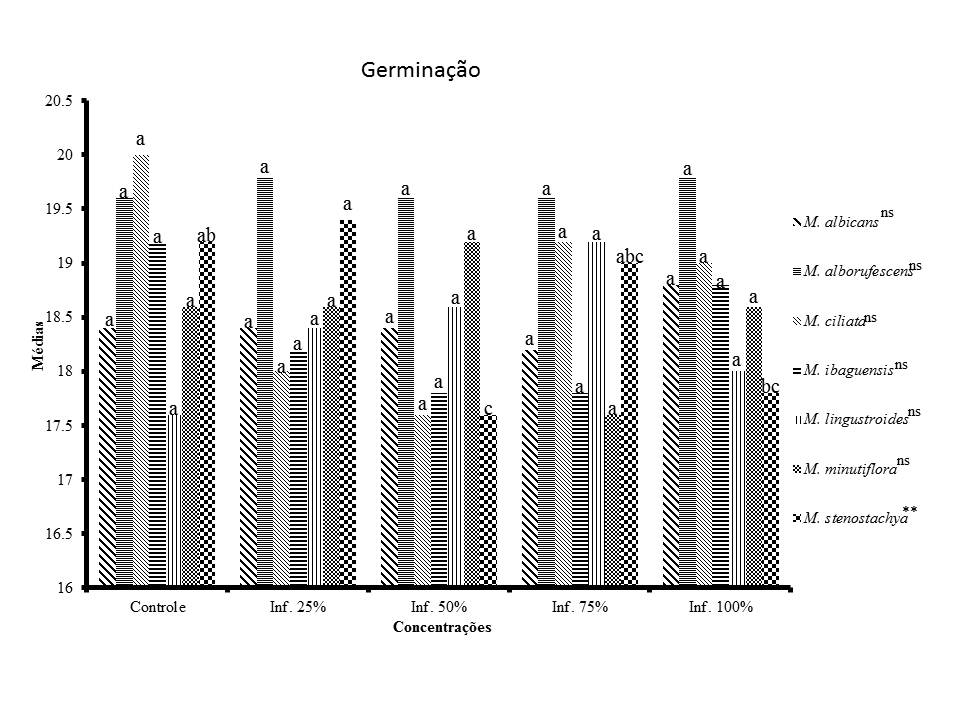 Germinação
20.5
20
19.5
19
18.5
18
17.5
17
16.5
16
Médias
a a a a a a ab
a a a a a a a
a a a a a a c
a a a a a a abc
a a a a a a bc
Controle Inf. 25% Inf. 50% Inf. 75% Inf. 100%
Concentrações
M. albicans ns
M. alborufescens ns
M. ciliata ns
M. ibaguensis ns
M. lingustroides ns
M. minutiflora ns
M. stenostachya **